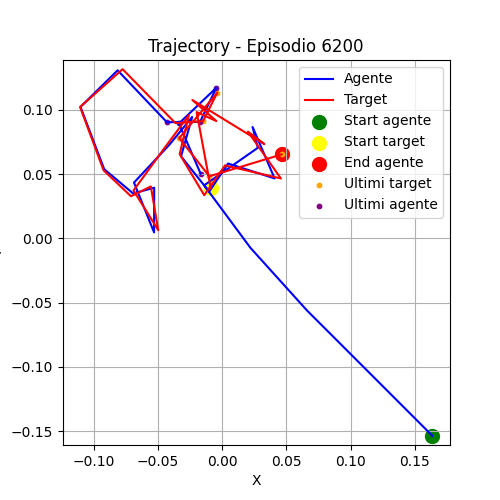 Trajectory - Episodio 6200
Agente
Target
Start agente
Start target
End agente
Ultimi target
Ultimi agente
0.10
0.05
0.00
−0.05
−0.10
−0.15
−0.10
−0.05
0.00
0.05
0.10
0.15
X